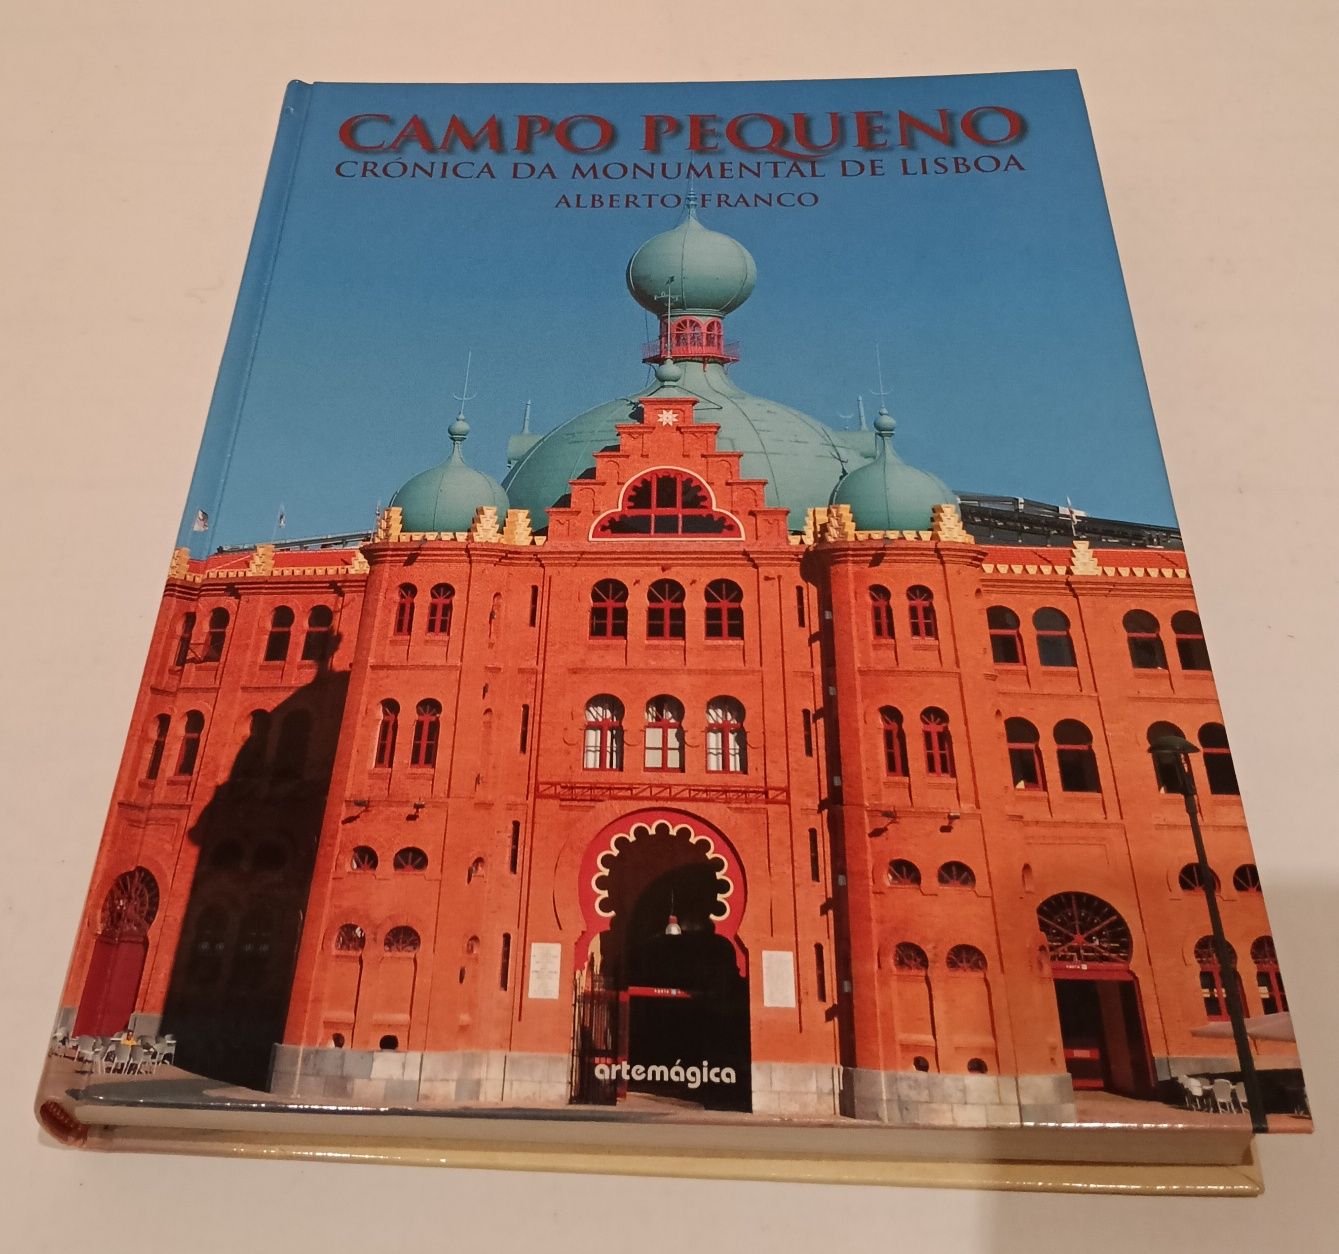 CAMPO PEQUENO
CRÓNICA DA MONUMENTAL DE LISBOA
ALBERTO FRANCO
artemágica